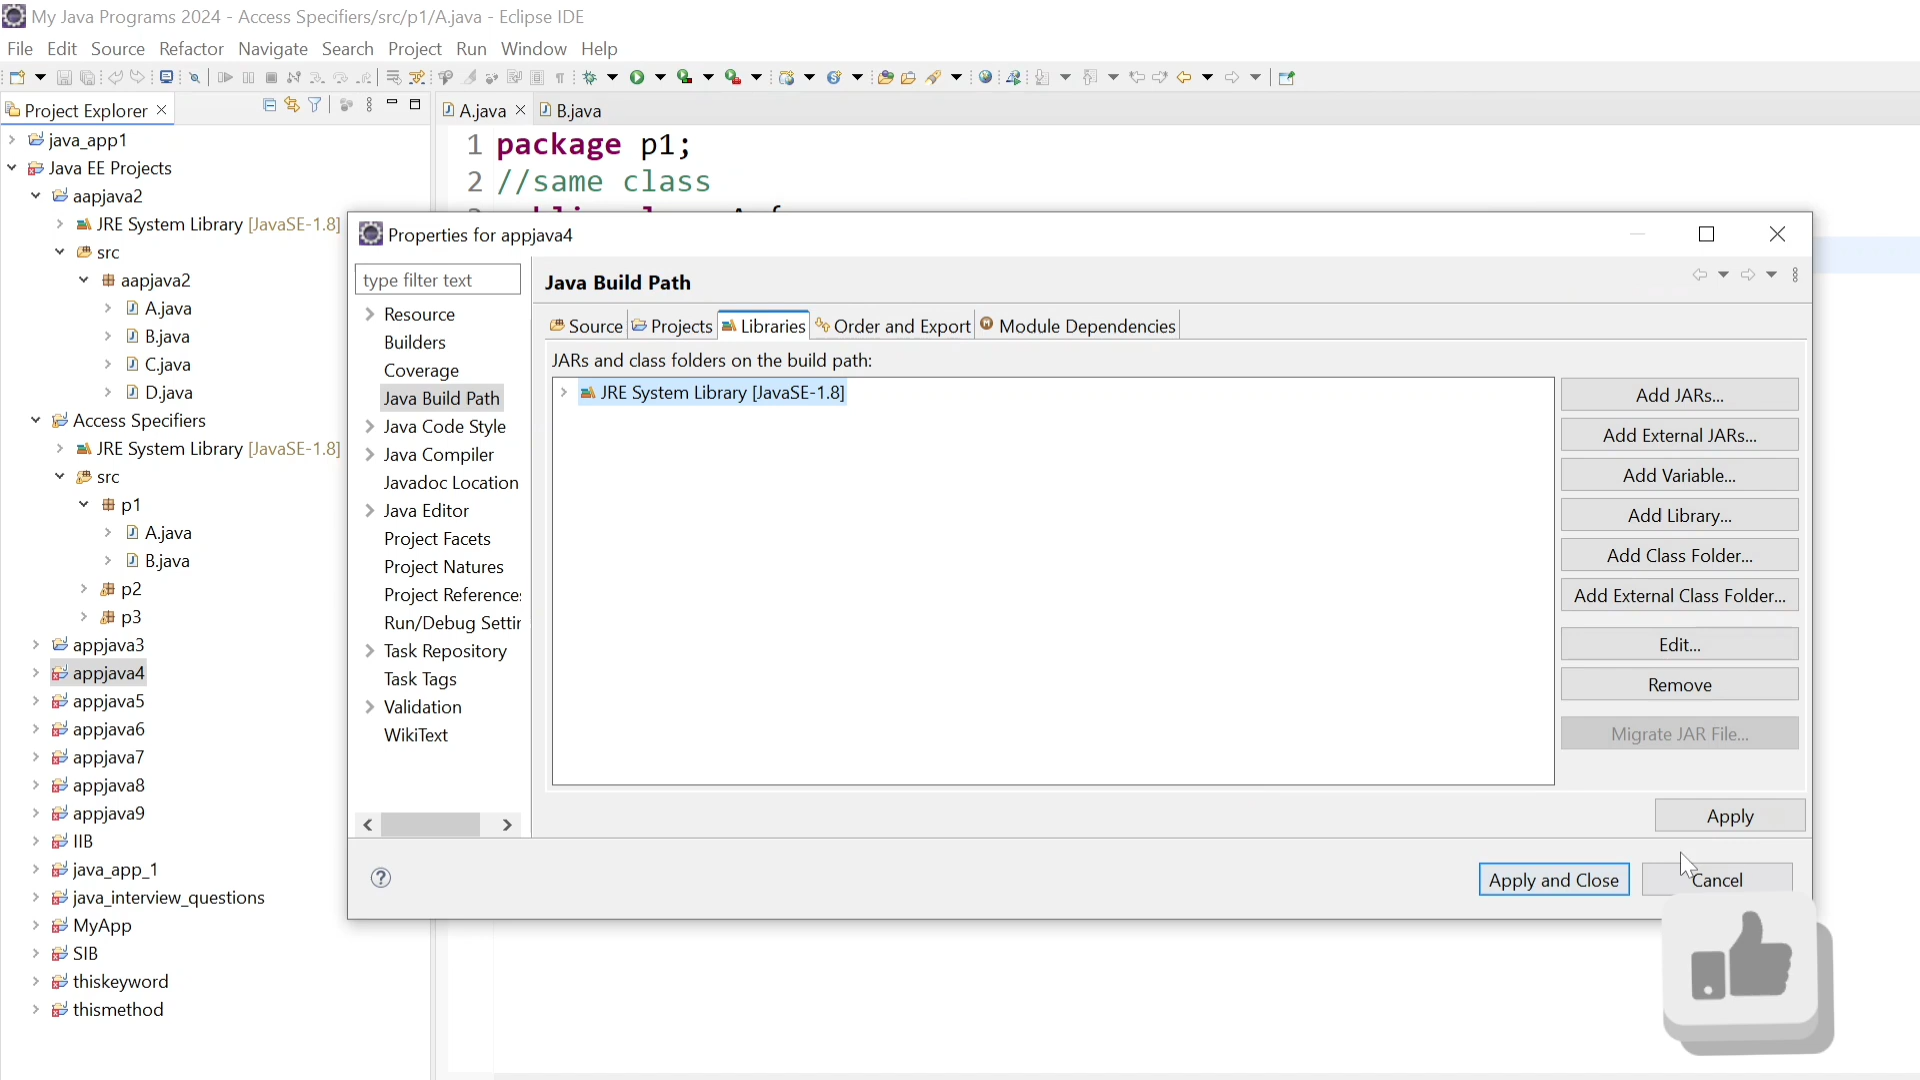 My Java Programs 2024 - Access Specifiers/src/p1/A.java - Eclipse IDE
File Edit Source Refactor Navigate Search Project Run Window Help
Project Explorer
A.java
B.java
java_app1
Java EE Projects
aapjava2
JRE System Library [JavaSE-1.8]
src
aapjava2
A.java
B.java
C.java
D.java
Access Specifiers
JRE System Library [JavaSE-1.8]
src
p1
A.java
B.java
p2
p3
appjava3
appjava4
appjava5
appjava6
appjava7
appjava8
appjava9
IIB
java_app_1
java_interview_questions
MyApp
SIB
thiskeyword
thismethod
1 package p1;
2 //same class
Properties for appjava4
type filter text
Resource
Builders
Coverage
Java Build Path
Java Code Style
Java Compiler
Javadoc Location
Java Editor
Project Facets
Project Natures
Project Reference
Run/Debug Settin
Task Repository
Task Tags
Validation
WikiText
Java Build Path
Source Projects Libraries Order and Export Module Dependencies
JARs and class folders on the build path:
JRE System Library [JavaSE-1.8]
Add JARs...
Add External JARs...
Add Variable...
Add Library...
Add Class Folder...
Add External Class Folder...
Edit...
Remove
Migrate JAR File...
Apply
Apply and Close
Cancel